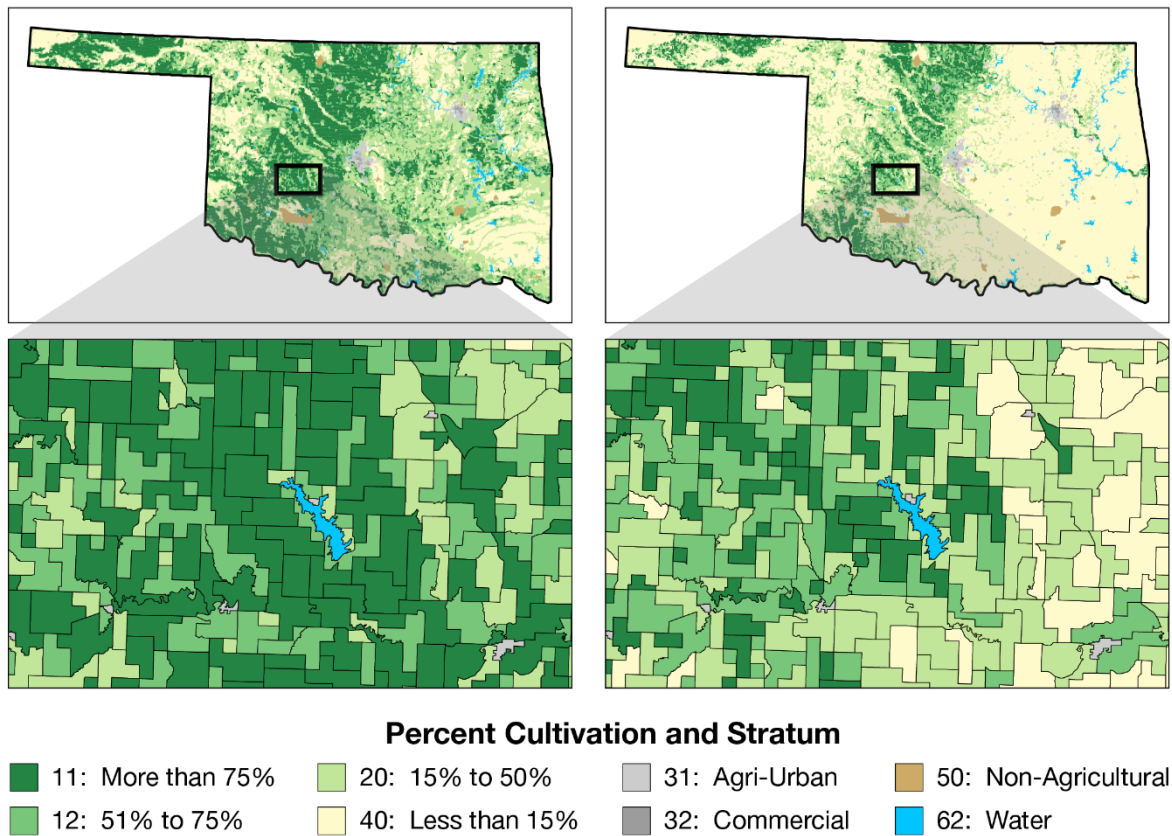 Percent Cultivation and Stratum
11: More than 75%
20: 15% to 50%
31: Agri-Urban
50: Non-Agricultural
12: 51% to 75%
40: Less than 15%
32: Commercial
62: Water